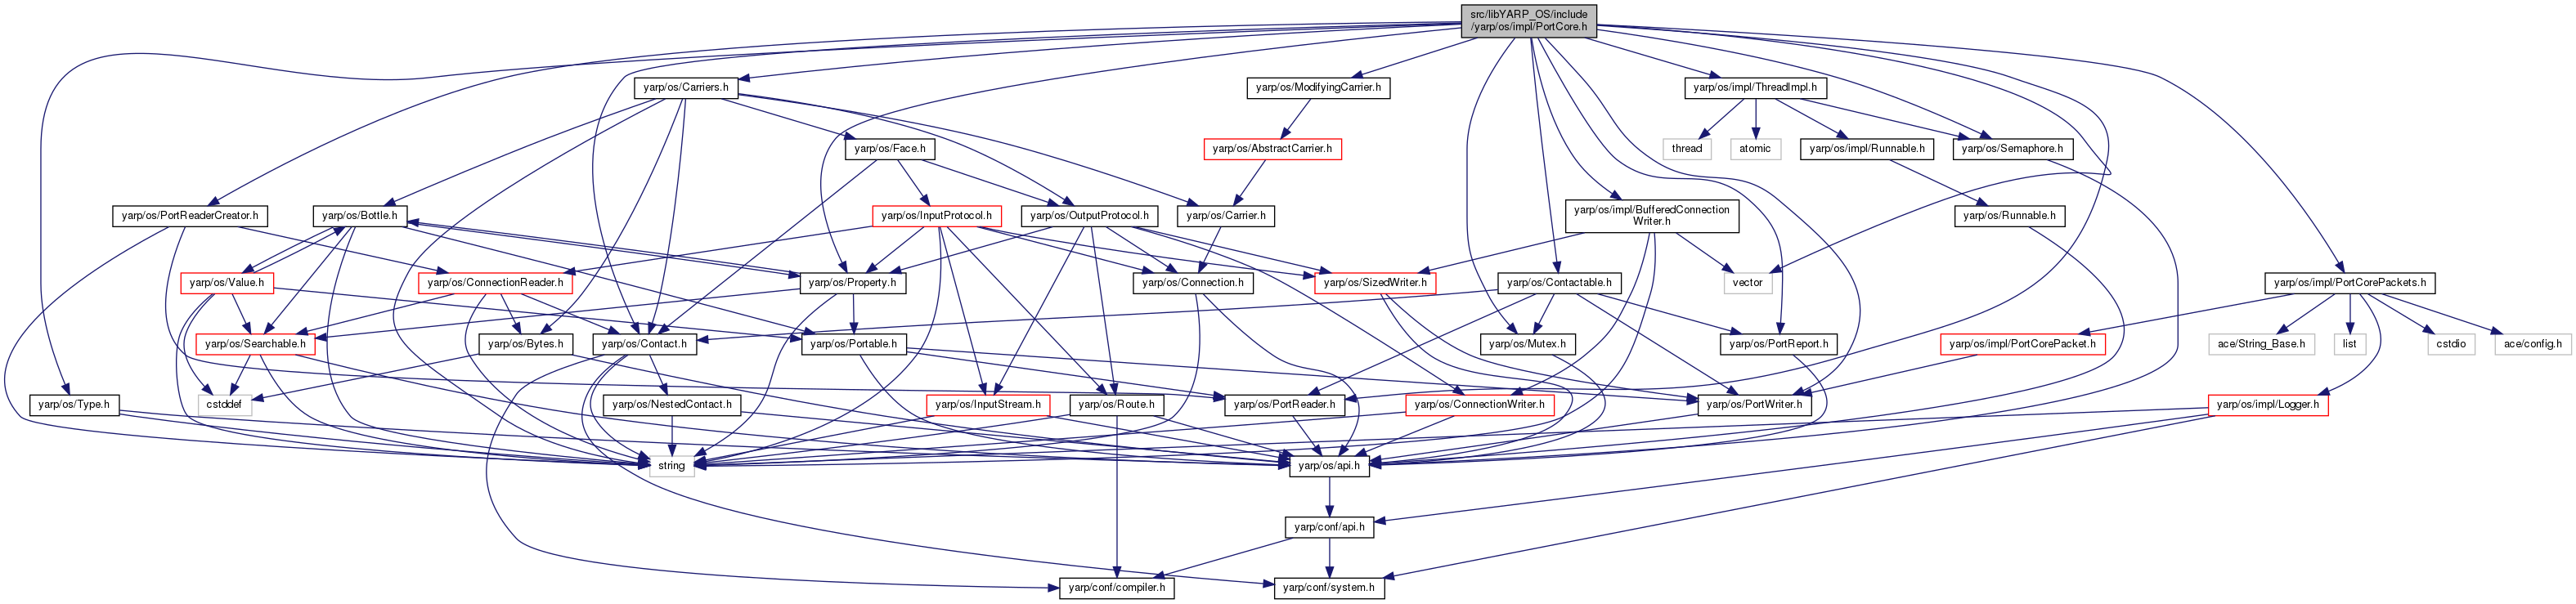 src/libYARP_OS/include
/yarp/os/impl/PortCore.h
yarp/os/Carriers.h
yarp/os/ModifyingCarrier.h
yarp/os/impl/ThreadImpl.h
yarp/os/Face.h
yarp/os/AbstractCarrier.h
thread
atomic
yarp/os/impl/Runnable.h
yarp/os/Semaphore.h
yarp/os/PortReaderCreator.h
yarp/os/Bottle.h
yarp/os/InputProtocol.h
yarp/os/OutputProtocol.h
yarp/os/Carrier.h
yarp/os/impl/BufferedConnection
Writer.h
yarp/os/Runnable.h
yarp/os/Value.h
yarp/os/ConnectionReader.h
yarp/os/Property.h
yarp/os/Connection.h
yarp/os/SizedWriter.h
yarp/os/Contactable.h
vector
yarp/os/impl/PortCorePackets.h
yarp/os/Searchable.h
yarp/os/Bytes.h
yarp/os/Contact.h
yarp/os/Portable.h
yarp/os/Mutex.h
yarp/os/PortReport.h
yarp/os/impl/PortCorePacket.h
ace/String_Base.h
list
cstdio
ace/config.h
yarp/os/Type.h
cstddef
yarp/os/NestedContact.h
yarp/os/InputStream.h
yarp/os/Route.h
yarp/os/PortReader.h
yarp/os/ConnectionWriter.h
yarp/os/PortWriter.h
yarp/os/impl/Logger.h
string
yarp/os/api.h
yarp/conf/api.h
yarp/conf/compiler.h
yarp/conf/system.h